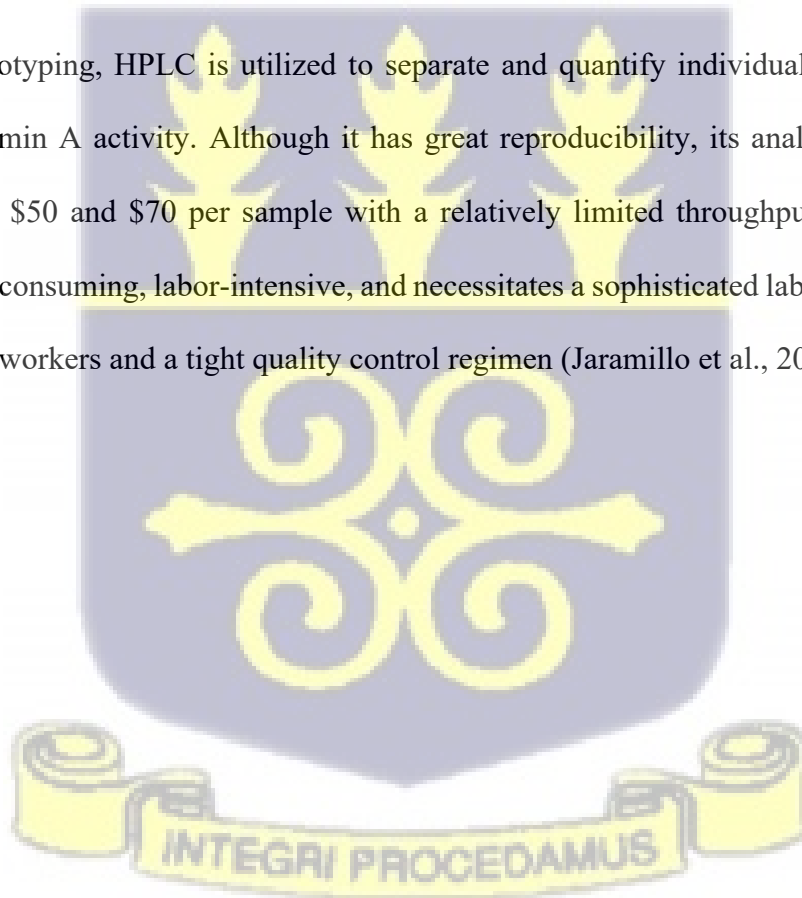 otyping, HPLC is utilized to separate and quantify individual
min A activity. Although it has great reproducibility, its anal
$50 and $70 per sample with a relatively limited throughpu
consuming, labor-intensive, and necessitates a sophisticated lab
workers and a tight quality control regimen (Jaramillo et al., 20
INTEGRI PROCEDAMUS